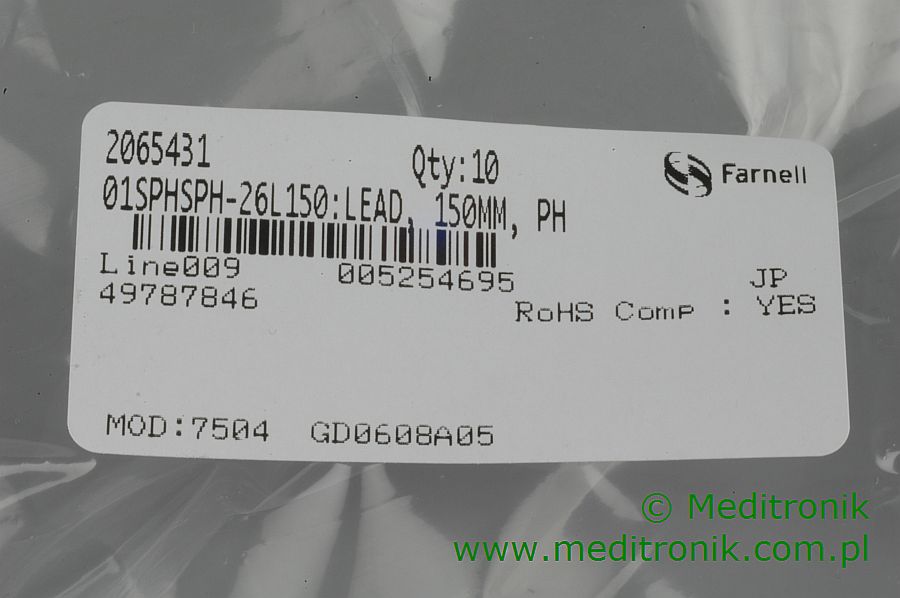 2065431 Qty:10 Farnell
01SPHSPH-26L150:LEAD, 150MM, PH
Line009 005254695 JP
49787846 RoHS Comp : YES
MOD:7504 GD0608A05
© Meditronik
www.meditronik.com.pl